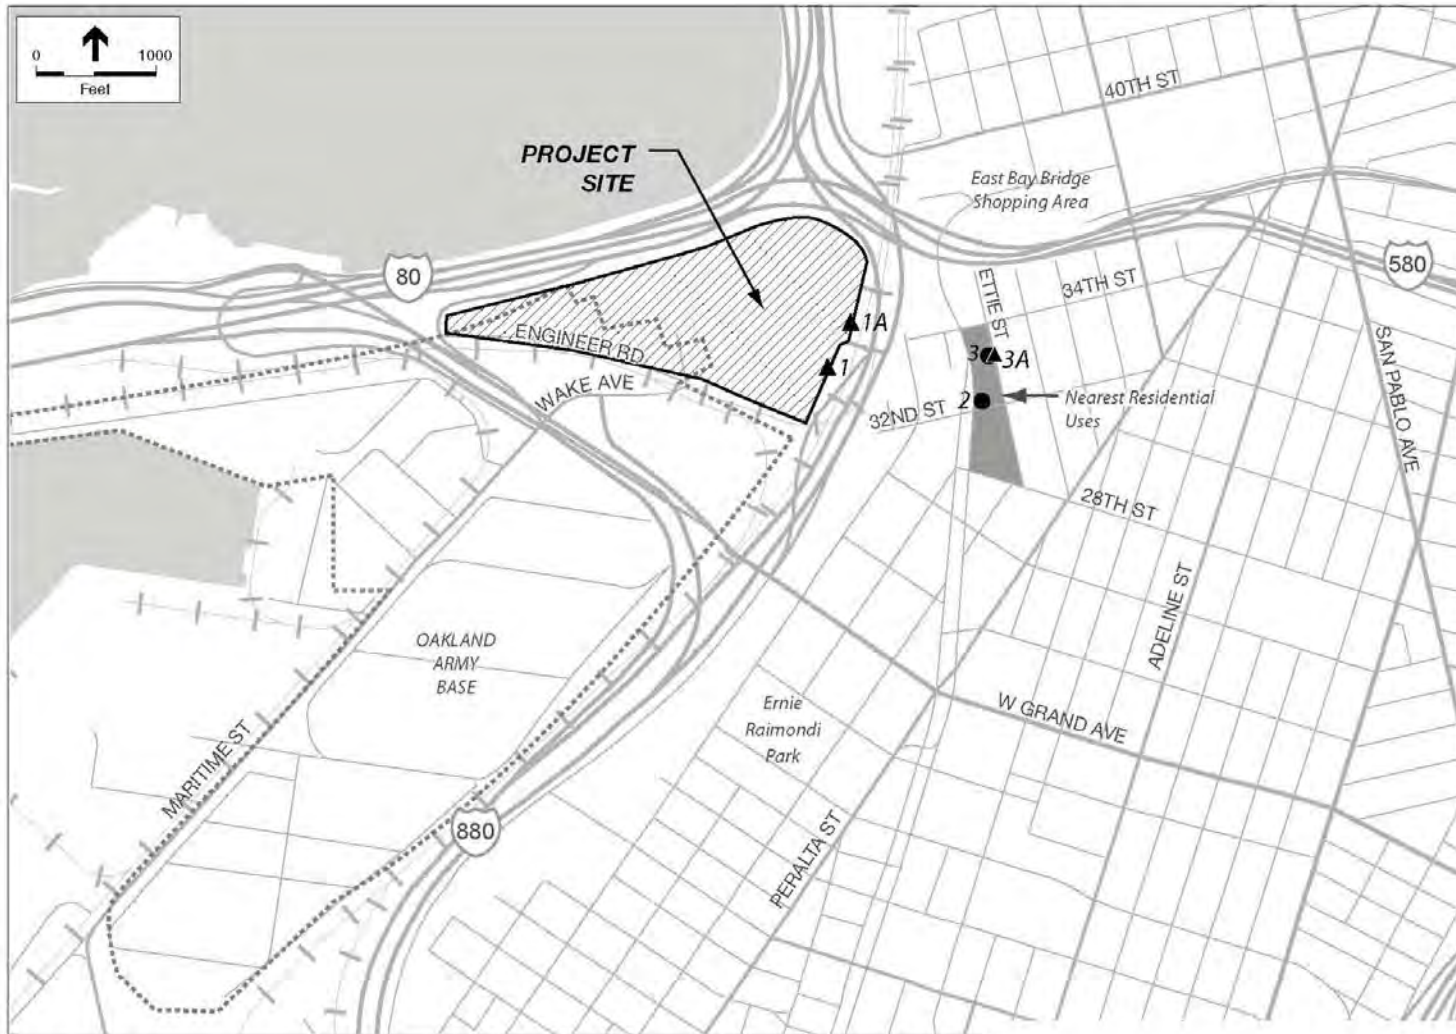 0 1000
Feet
PROJECT
SITE
40TH ST
East Bay Bridge
Shopping Area
80
580
ETTIE ST
34TH ST
1A
ENGINEER RD
3 3A
1
WAKE AVE
32ND ST
2
Nearest Residential
Uses
SAN PABLO AVE
28TH ST
ADELINE ST
OAKLAND
ARMY
BASE
Ernie
Raimondi
Park
W GRAND AVE
MARITIME ST
880
PERALTA ST